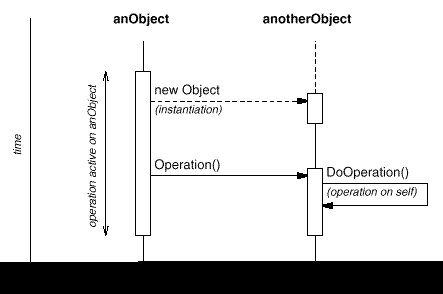 anObject
anotherObject
time
operation active on anObject
new Object
(instantiation)
Operation()
DoOperation()
(operation on self)